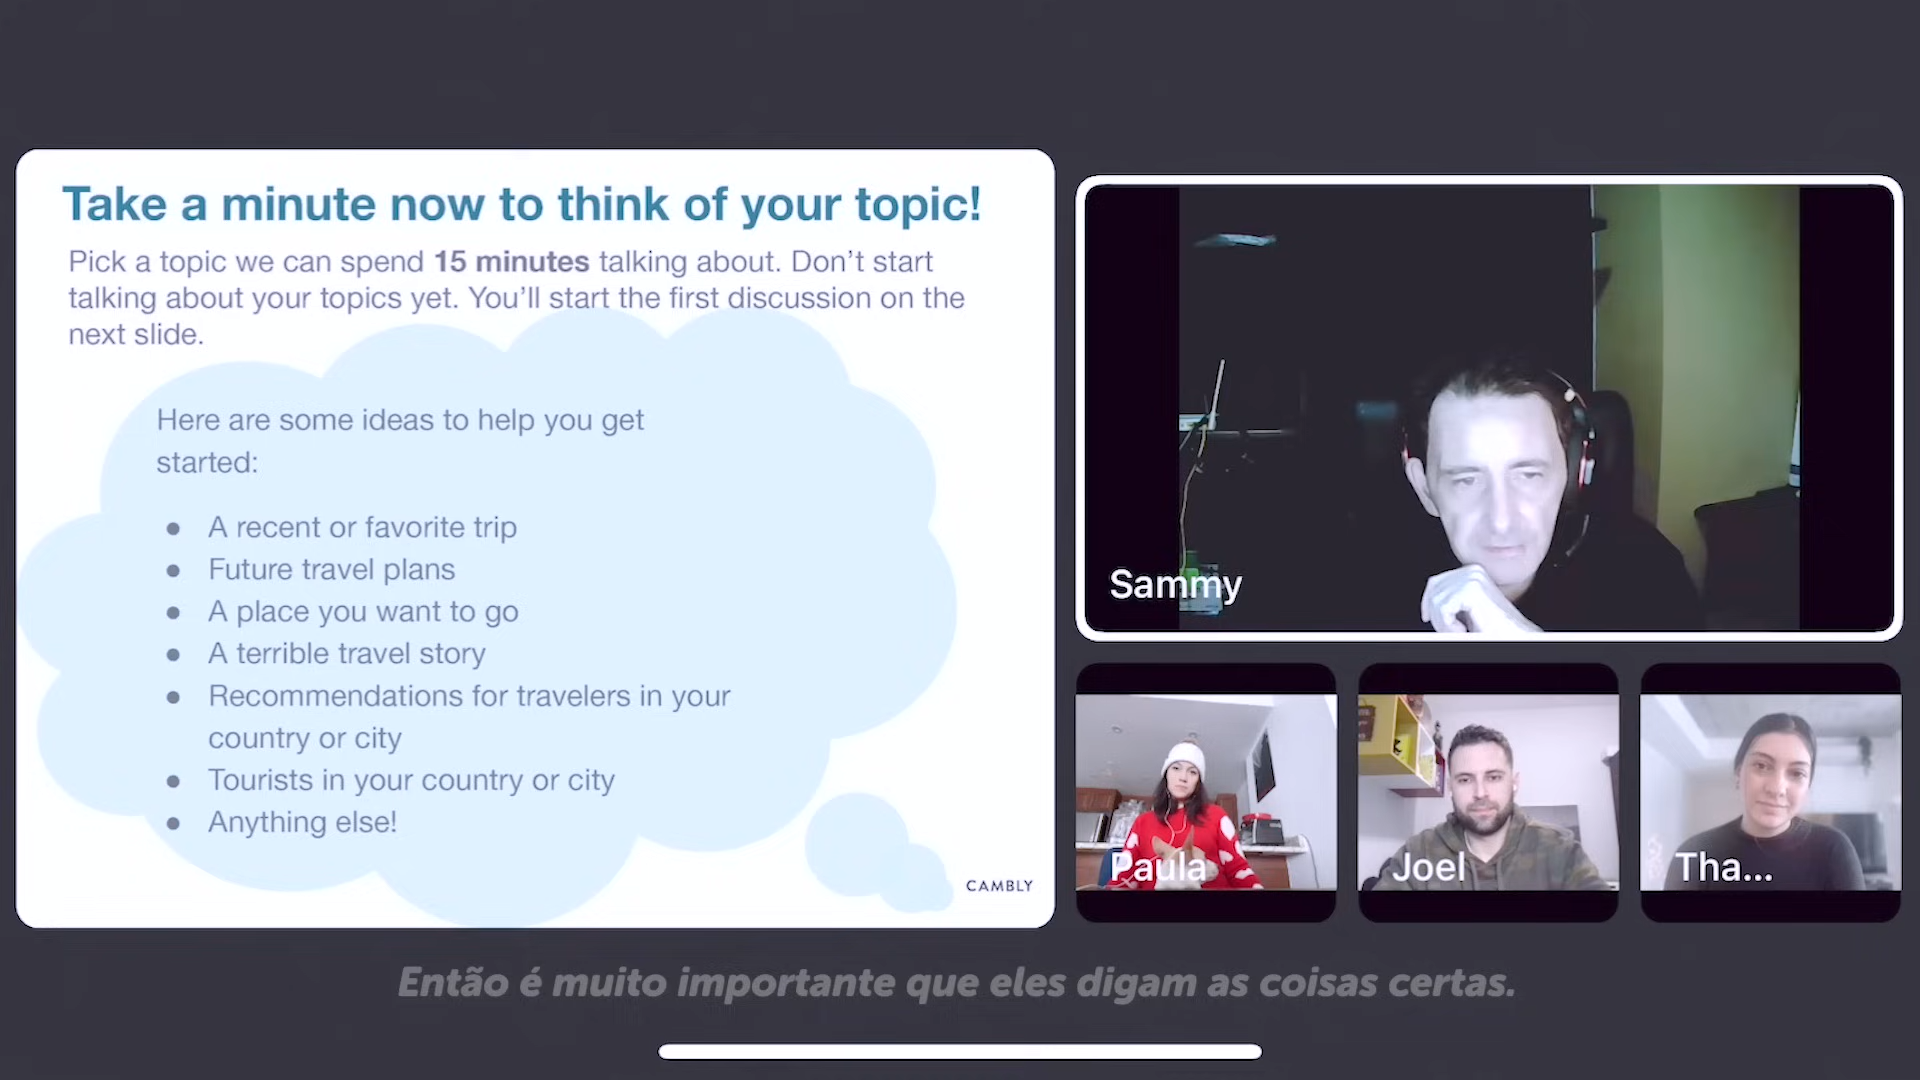 Take a minute now to think of your topic!
Pick a topic we can spend 15 minutes talking about. Don't start
talking about your topics yet. You'll start the first discussion on the
next slide.
Here are some ideas to help you get
started:
● A recent or favorite trip
● Future travel plans
● A place you want to go
● A terrible travel story
● Recommendations for travelers in your
country or city
● Tourists in your country or city
● Anything else!
CAMBLY
Sammy
Paula
Joel
Tha...
Então é muito importante que eles digam as coisas certas.